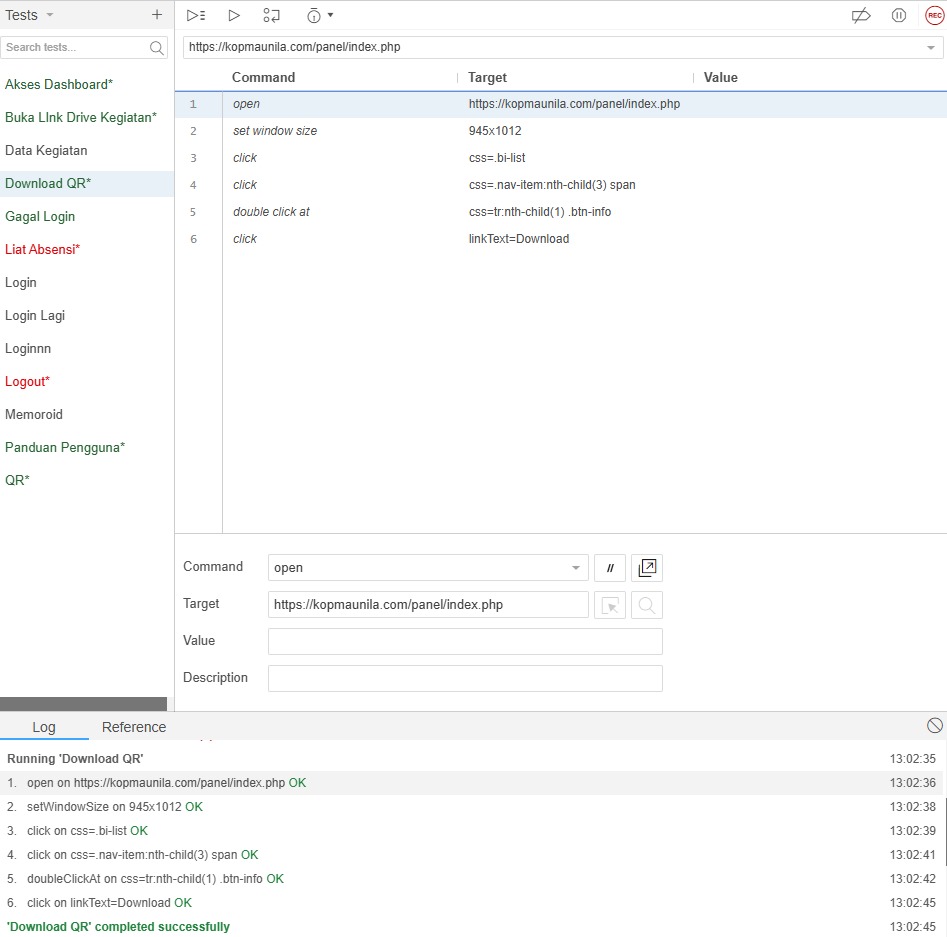 Tests
REC
Search tests...
https://kopmaunila.com/panel/index.php
Command Target Value
Akses Dashboard*
Buka LInk Drive Kegiatan*
Data Kegiatan
Download QR*
Gagal Login
Liat Absensi*
Login
Login Lagi
Loginnn
Logout*
Memoroid
Panduan Pengguna*
QR*
1 open https://kopmaunila.com/panel/index.php
2 set window size 945x1012
3 click css=.bi-list
4 click css=.nav-item:nth-child(3) span
5 double click at css=tr:nth-child(1) .btn-info
6 click linkText=Download
Command open //
Target https://kopmaunila.com/panel/index.php
Value
Description
Log Reference
Running 'Download QR' 13:02:35
1. open on https://kopmaunila.com/panel/index.php OK 13:02:36
2. setWindowSize on 945x1012 OK 13:02:38
3. click on css=.bi-list OK 13:02:39
4. click on css=.nav-item:nth-child(3) span OK 13:02:41
5. doubleClickAt on css=tr:nth-child(1) .btn-info OK 13:02:42
6. click on linkText=Download OK 13:02:45
'Download QR' completed successfully 13:02:45